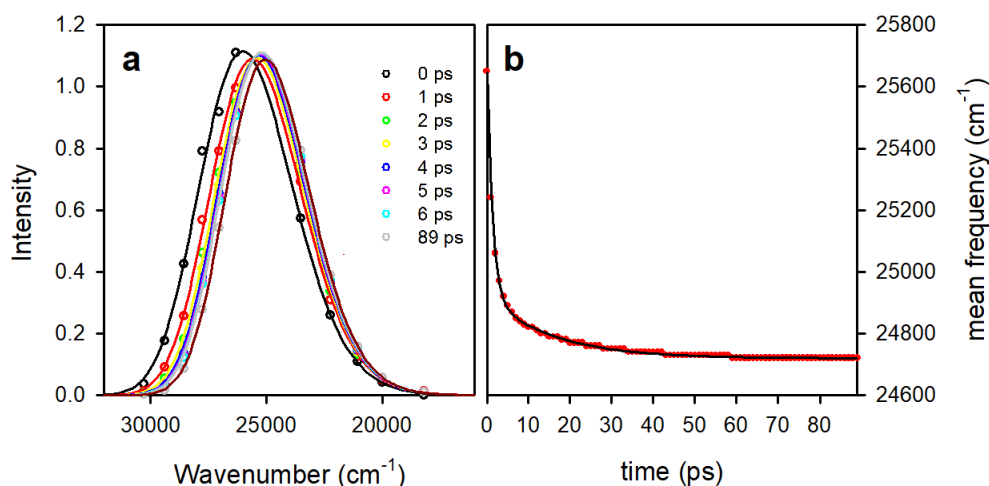 a
Intensity
1.2
1.0
0.8
0.6
0.4
0.2
0.0
0 ps
1 ps
2 ps
3 ps
4 ps
5 ps
6 ps
89 ps
30000 25000 20000
Wavenumber (cm⁻¹)
b
25800
25600
25400
25200
25000
24800
24600
mean frequency (cm⁻¹)
0 10 20 30 40 50 60 70 80
time (ps)